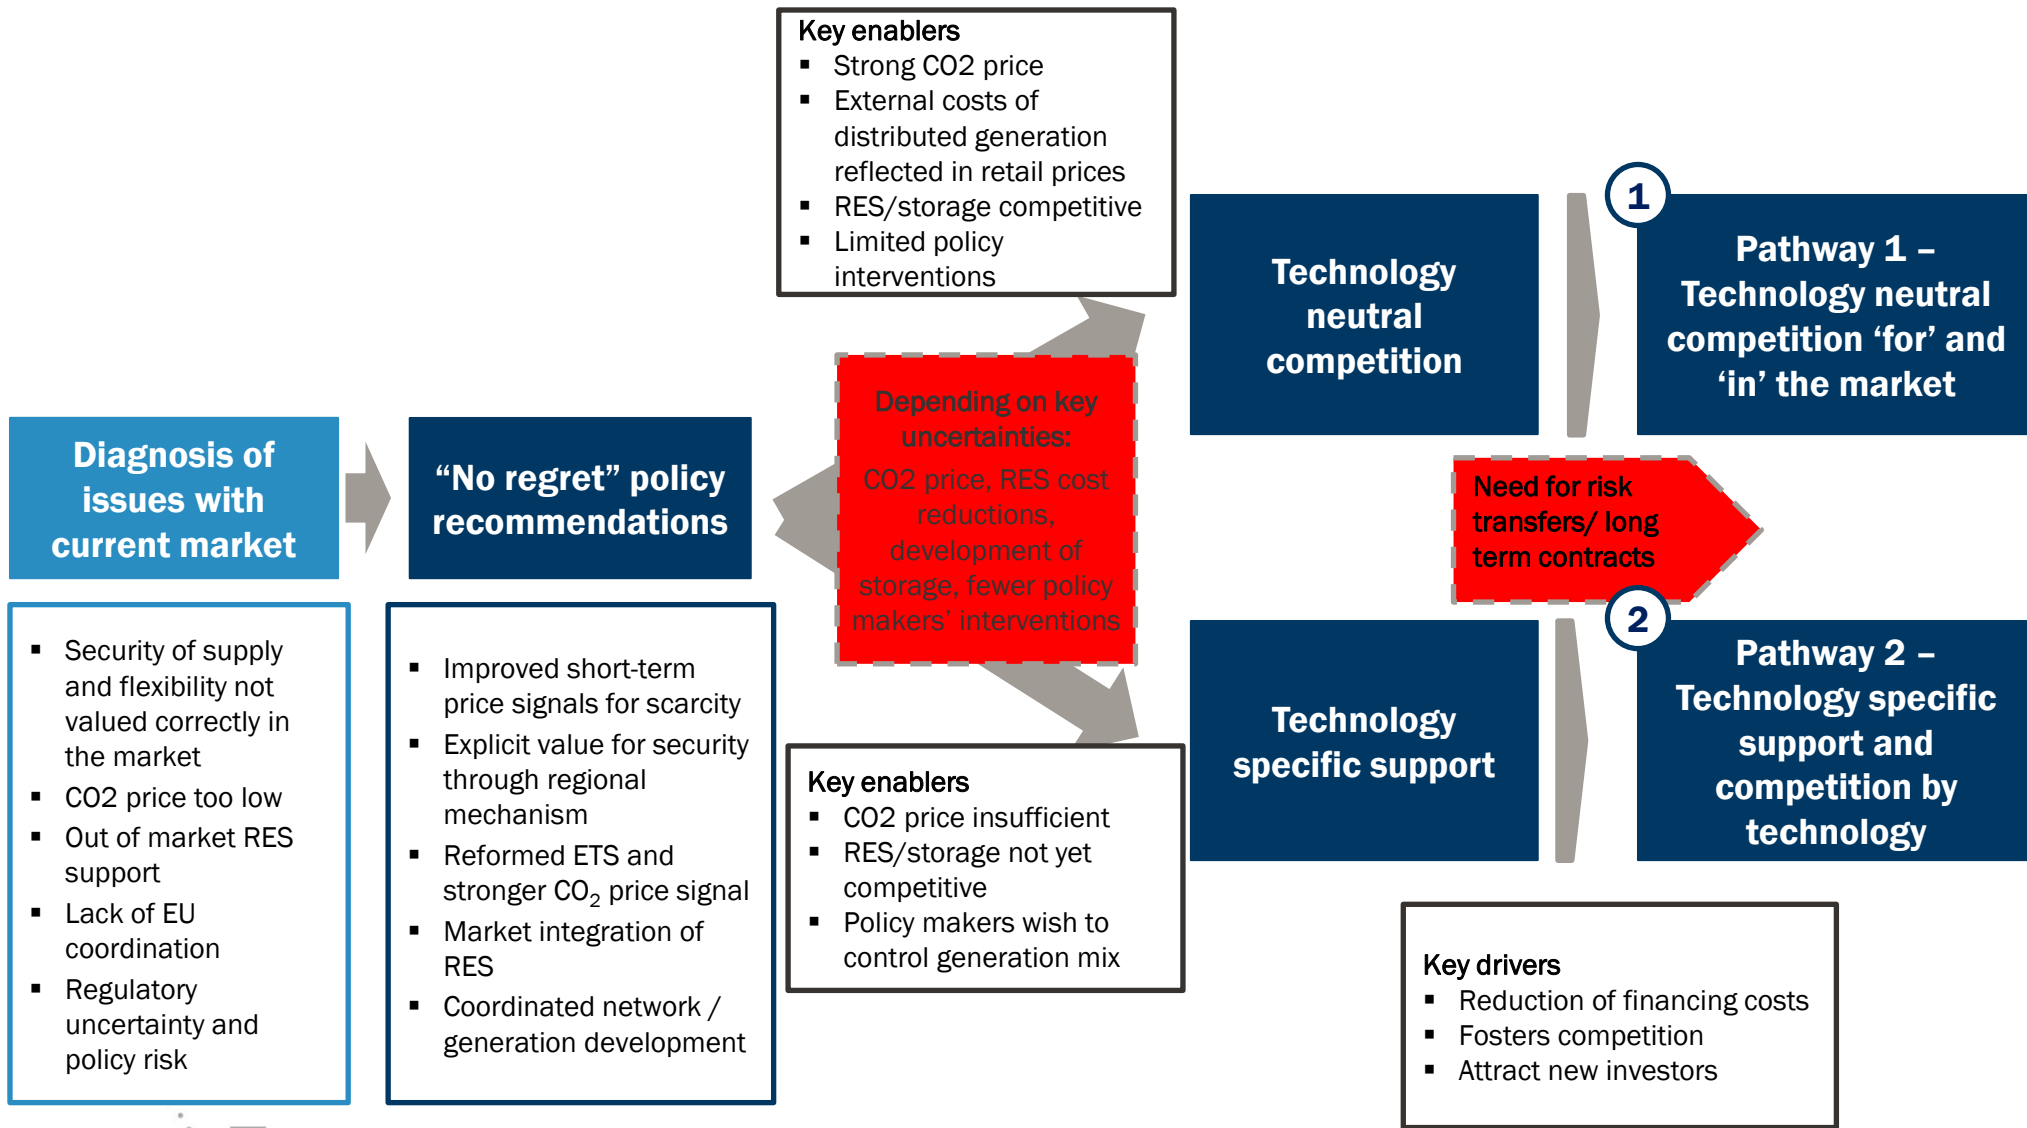 Key enablers
▪ Strong CO2 price
▪ External costs of
distributed generation
reflected in retail prices
▪ RES/storage competitive
▪ Limited policy
interventions
Diagnosis of
issues with
current market
▪ Security of supply
and flexibility not
valued correctly in
the market
▪ CO2 price too low
▪ Out of market RES
support
▪ Lack of EU
coordination
▪ Regulatory
uncertainty and
policy risk
“No regret” policy
recommendations
▪ Improved short-term
price signals for scarcity
▪ Explicit value for security
through regional
mechanism
▪ Reformed ETS and
stronger CO₂ price signal
▪ Market integration of
RES
▪ Coordinated network /
generation development
Depending on key
uncertainties:
CO2 price, RES cost
reductions,
development of
storage, fewer policy
makers’ interventions
Key enablers
▪ CO2 price insufficient
▪ RES/storage not yet
competitive
▪ Policy makers wish to
control generation mix
Technology
neutral
competition
1
Pathway 1 –
Technology neutral
competition ‘for’ and
‘in’ the market
Need for risk
transfers/ long
term contracts
Technology
specific support
2
Pathway 2 –
Technology specific
support and
competition by
technology
Key drivers
▪ Reduction of financing costs
▪ Fosters competition
▪ Attract new investors